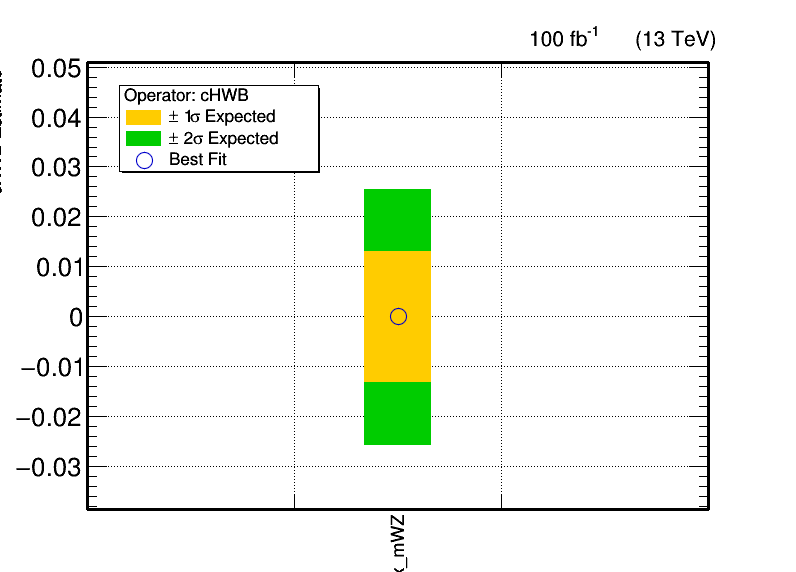 100 fb-1 (13 TeV)
0.05
Operator: cHWB
± 1σ Expected
± 2σ Expected
Best Fit
0.04
0.03
0.02
0.01
0
−0.01
−0.02
−0.03